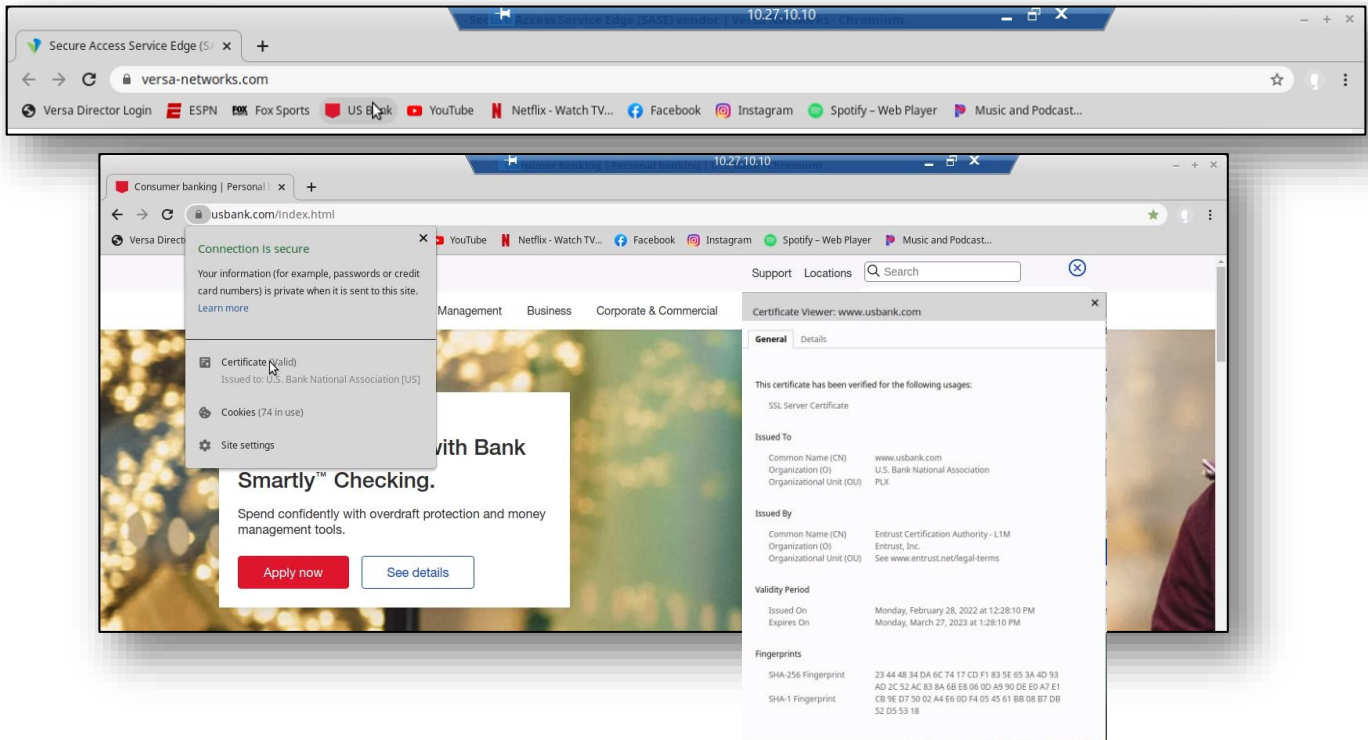 10.27.10.10
Secure Access Service Edge (SASE) vendor | V
- Chromium
Secure Access Service Edge (S
versa-networks.com
Versa Director Login ESPN Fox Sports US Bank YouTube Netflix - Watch TV... Facebook Instagram Spotify – Web Player Music and Podcast...
10.27.10.10
Consumer banking | Personal
usbank.com/index.html
Versa Direct YouTube Netflix - Watch TV... Facebook Instagram Spotify – Web Player Music and Podcast...
Connection is secure
Your information (for example, passwords or credit
card numbers) is private when it is sent to this site.
Learn more
Certificate (Valid)
Issued to: U.S. Bank National Association [US]
Cookies (74 in use)
Site settings
Support Locations Search
Management Business Corporate & Commercial
with Bank
Smartly™ Checking.
Spend confidently with overdraft protection and money
management tools.
Apply now See details
Certificate Viewer: www.usbank.com
General Details
This certificate has been verified for the following usages:
SSL Server Certificate
Issued To
Common Name (CN) www.usbank.com
Organization (O) U.S. Bank National Association
Organizational Unit (OU) PLX
Issued By
Common Name (CN) Entrust Certification Authority - L1M
Organization (O) Entrust, Inc.
Organizational Unit (OU) See www.entrust.net/legal-terms
Validity Period
Issued On Monday, February 28, 2022 at 12:28:10 PM
Expires On Monday, March 27, 2023 at 1:28:10 PM
Fingerprints
SHA-256 Fingerprint 23 44 48 34 DA 6C 74 17 CD F1 83 5E 65 3A 4D 93
AD 2C 52 AC 83 8A 6B E8 06 0D A9 90 DE E0 A7 E1
SHA-1 Fingerprint CB 9E D7 50 02 A4 E6 0D F4 05 45 61 BB 08 B7 DB
52 D5 53 18